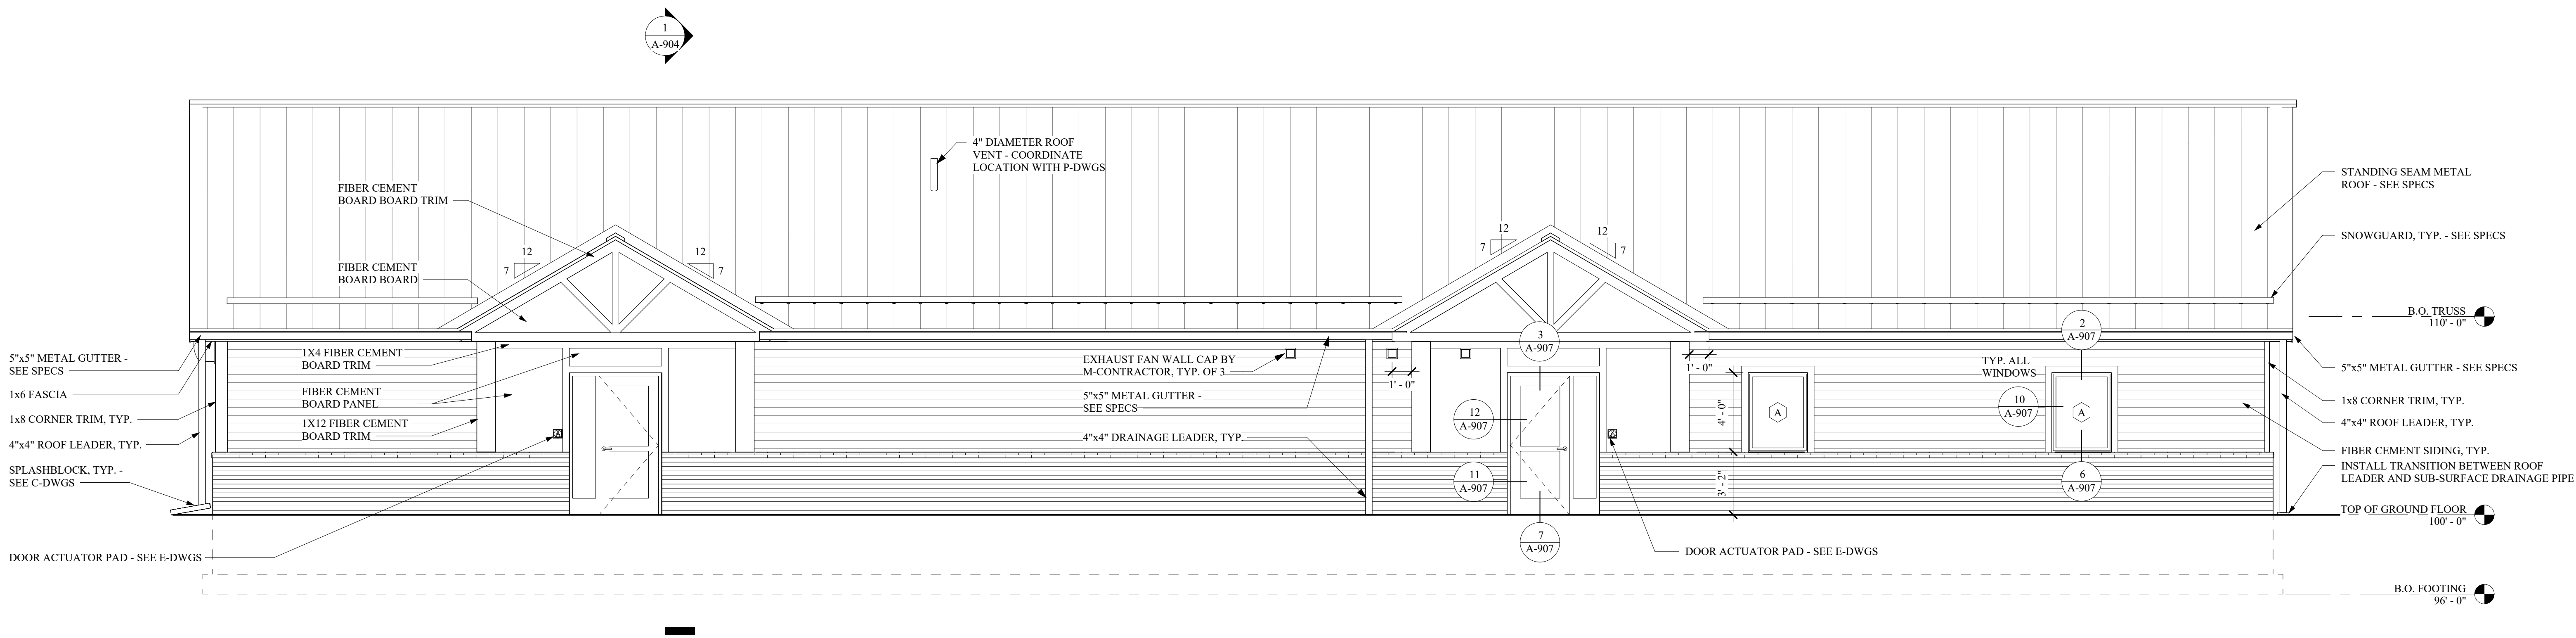 1
A-904
4" DIAMETER ROOF
VENT - COORDINATE
LOCATION WITH P-DWGS
FIBER CEMENT
BOARD BOARD TRIM
STANDING SEAM METAL
ROOF - SEE SPECS
SNOWGUARD, TYP. - SEE SPECS
12
7
12
7
12
7
12
7
FIBER CEMENT
BOARD BOARD
B.O. TRUSS
110' - 0"
3
A-907
2
A-907
5"x5" METAL GUTTER -
SEE SPECS
1x6 FASCIA
1x8 CORNER TRIM, TYP.
4"x4" ROOF LEADER, TYP.
SPLASHBLOCK, TYP. -
SEE C-DWGS
1X4 FIBER CEMENT
BOARD TRIM
FIBER CEMENT
BOARD PANEL
1X12 FIBER CEMENT
BOARD TRIM
EXHAUST FAN WALL CAP BY
M-CONTRACTOR, TYP. OF 3
5"x5" METAL GUTTER -
SEE SPECS
4"x4" DRAINAGE LEADER, TYP.
1' - 0"
1' - 0"
TYP. ALL
WINDOWS
12
A-907
11
A-907
10
A-907
A
A
4' - 0"
3' - 2"
6
A-907
7
A-907
5"x5" METAL GUTTER - SEE SPECS
1x8 CORNER TRIM, TYP.
4"x4" ROOF LEADER, TYP.
FIBER CEMENT SIDING, TYP.
INSTALL TRANSITION BETWEEN ROOF
LEADER AND SUB-SURFACE DRAINAGE PIPE
TOP OF GROUND FLOOR
100' - 0"
DOOR ACTUATOR PAD - SEE E-DWGS
DOOR ACTUATOR PAD - SEE E-DWGS
B.O. FOOTING
96' - 0"